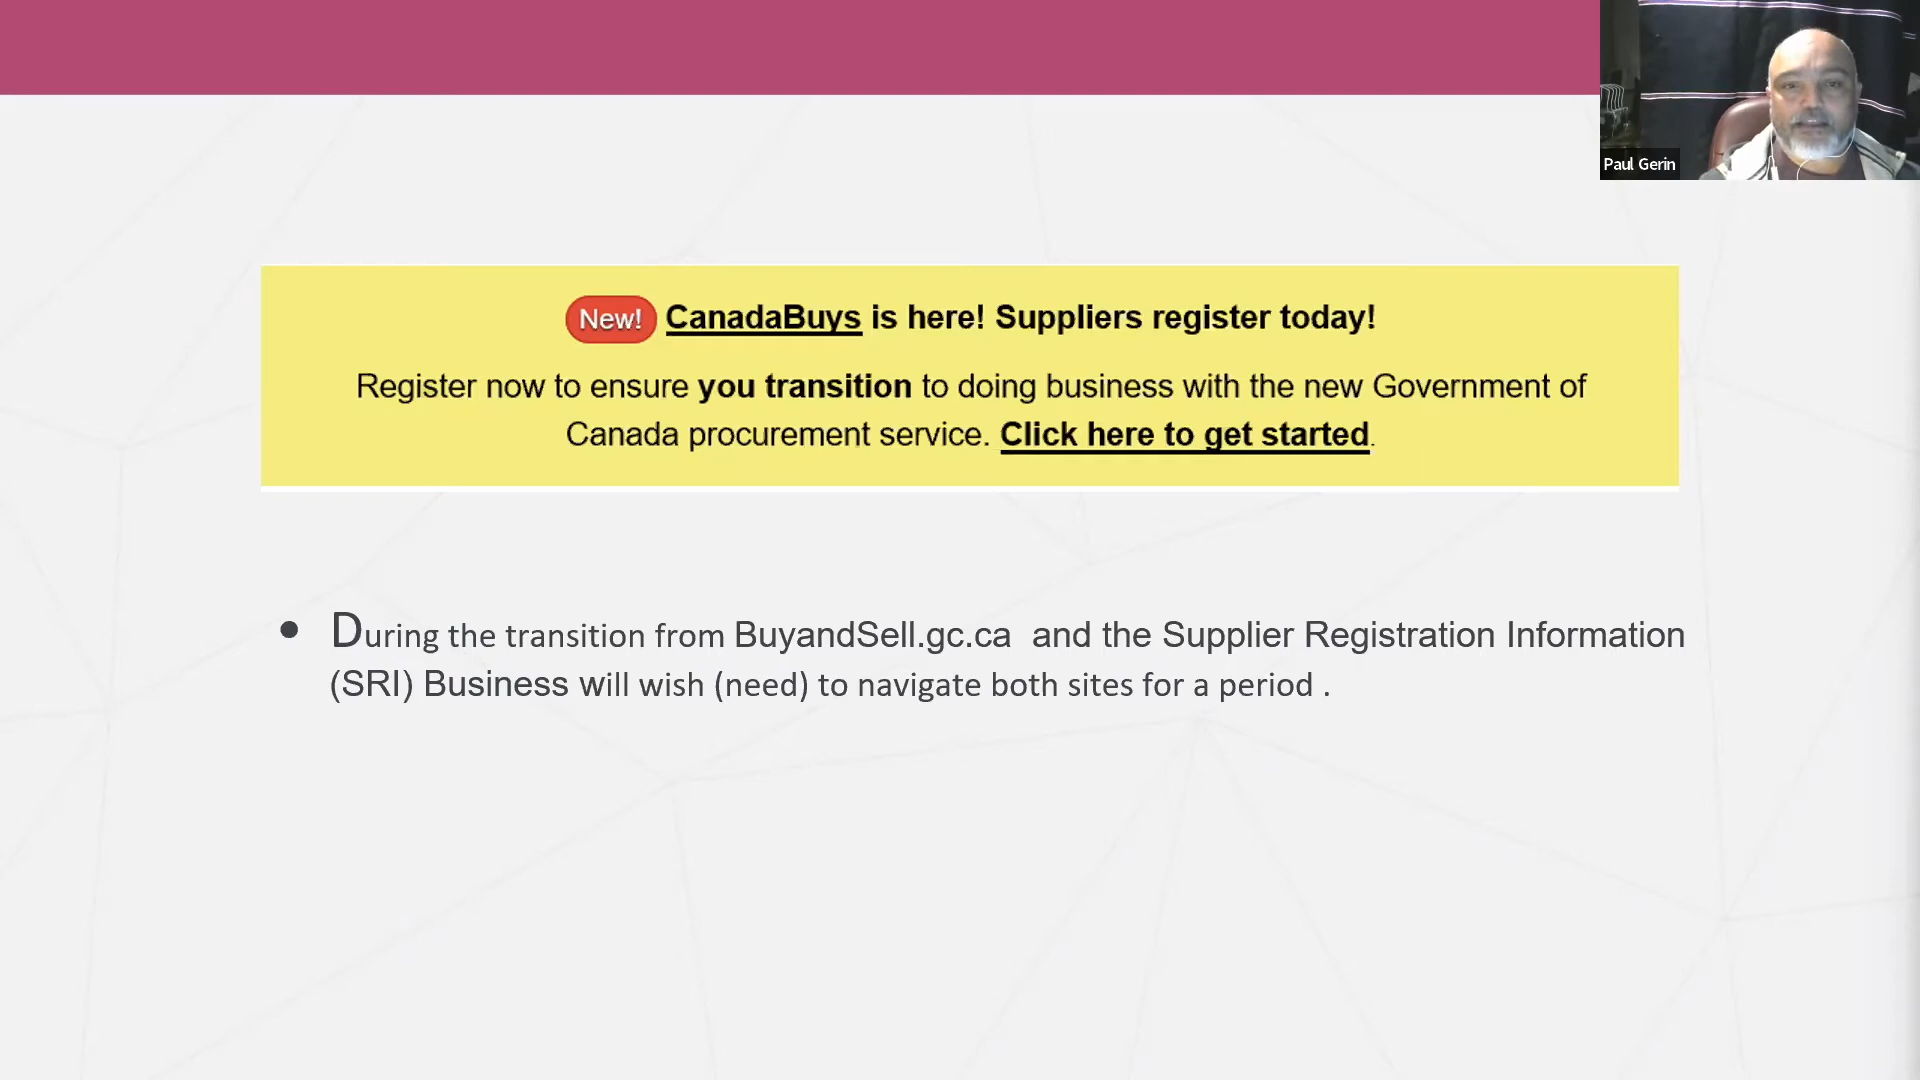 Paul Gerin
New! CanadaBuys is here! Suppliers register today!
Register now to ensure you transition to doing business with the new Government of
Canada procurement service. Click here to get started.
• During the transition from BuyandSell.gc.ca and the Supplier Registration Information
(SRI) Business will wish (need) to navigate both sites for a period .